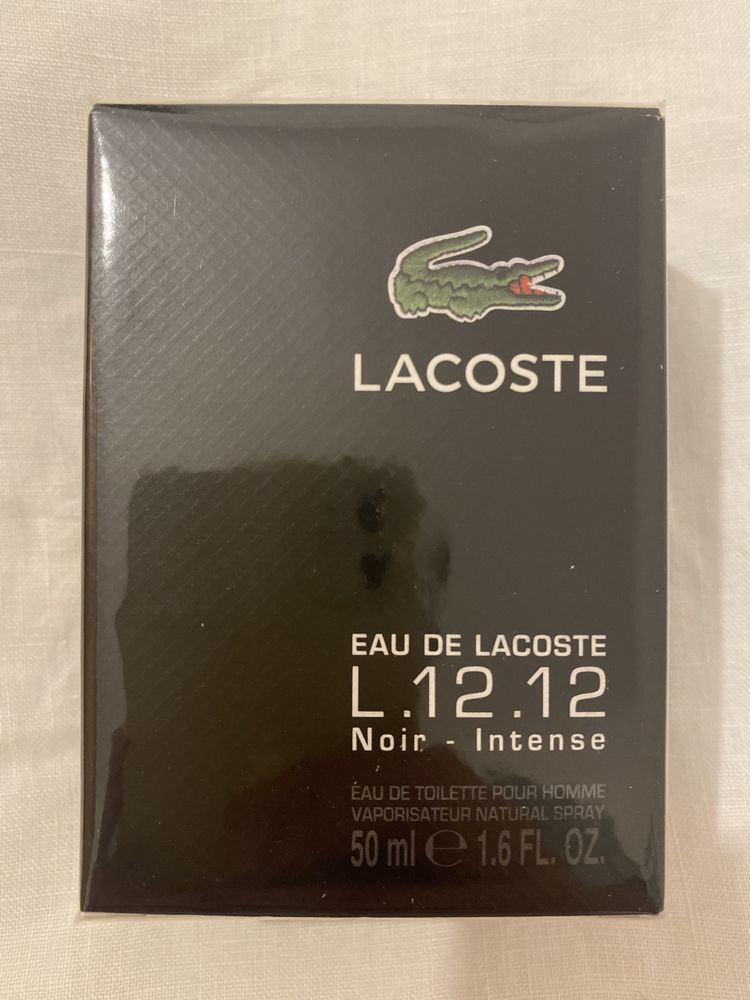 LACOSTE
EAU DE LACOSTE
L.12.12
Noir - Intense
ÉAU DE TOILETTE POUR HOMME
VAPORISATEUR NATURAL SPRAY
50 ml ℮ 1.6 FL. OZ.